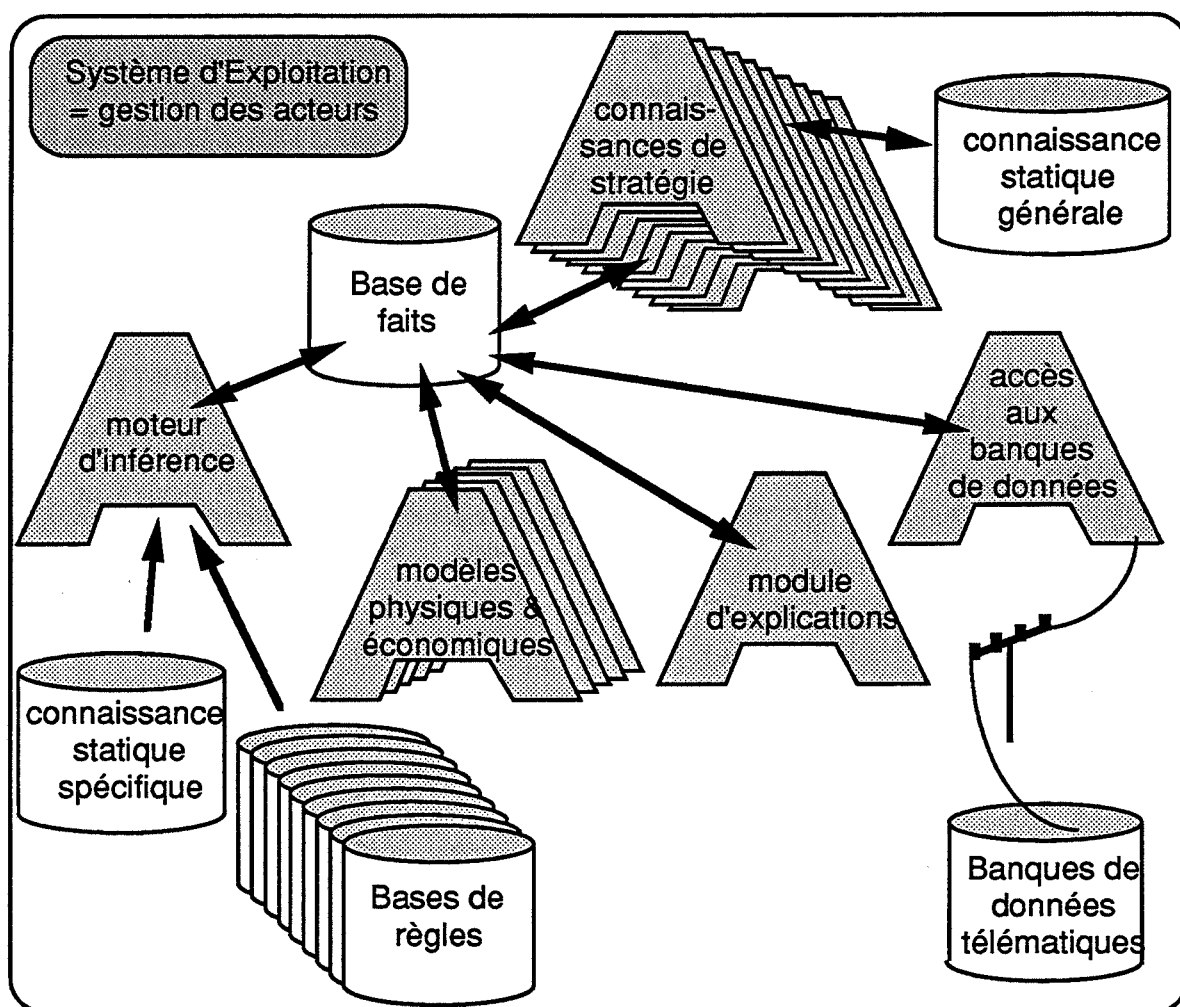 Système d'Exploitation
= gestion des acteurs
connais-
sances de
stratégie
connaissance
statique
générale
Base de
faits
moteur
d'inférence
accès
aux
banques
de données
modèles
physiques &
économiques
module
d'explications
connaissance
statique
spécifique
Bases de
règles
Banques de
données
télématiques